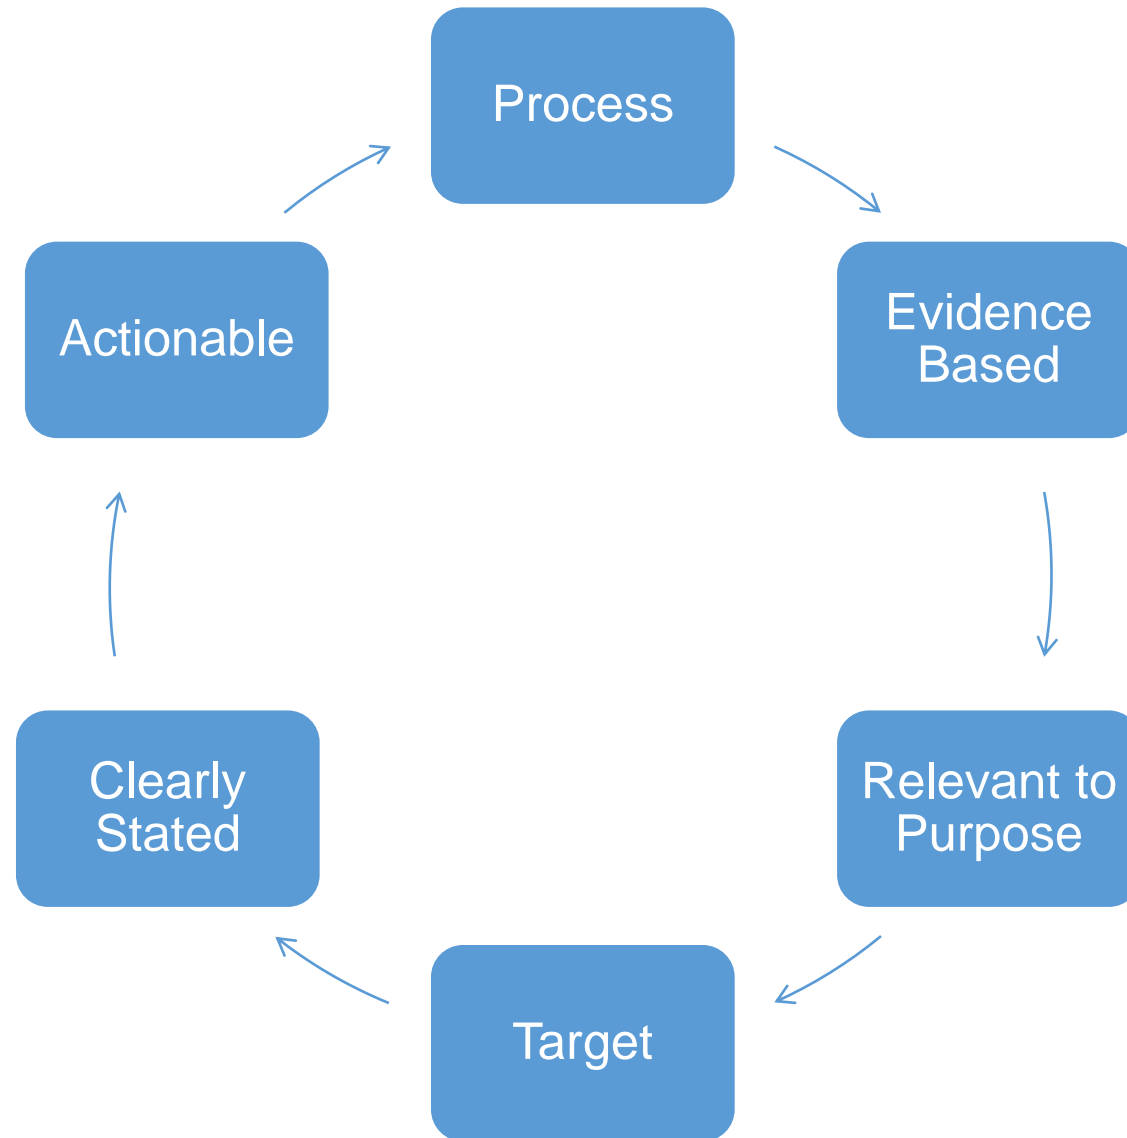 Process
Evidence
Based
Relevant to
Purpose
Target
Clearly
Stated
Actionable